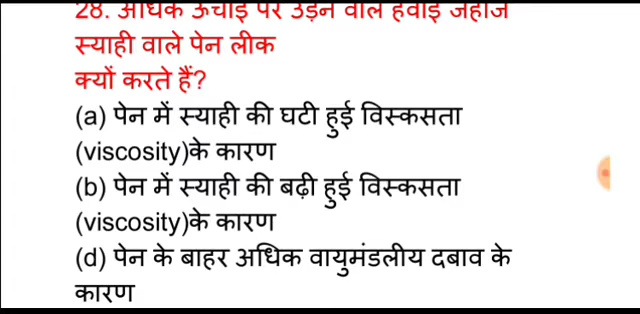 28. अधिक ऊंचाई पर उड़ने वाले हवाई जहाज
स्याही वाले पेन लीक
क्यों करते हैं?
(a) पेन में स्याही की घटी हुई विस्कसता
(viscosity)के कारण
(b) पेन में स्याही की बढ़ी हुई विस्कसता
(viscosity)के कारण
(d) पेन के बाहर अधिक वायुमंडलीय दबाव के
कारण